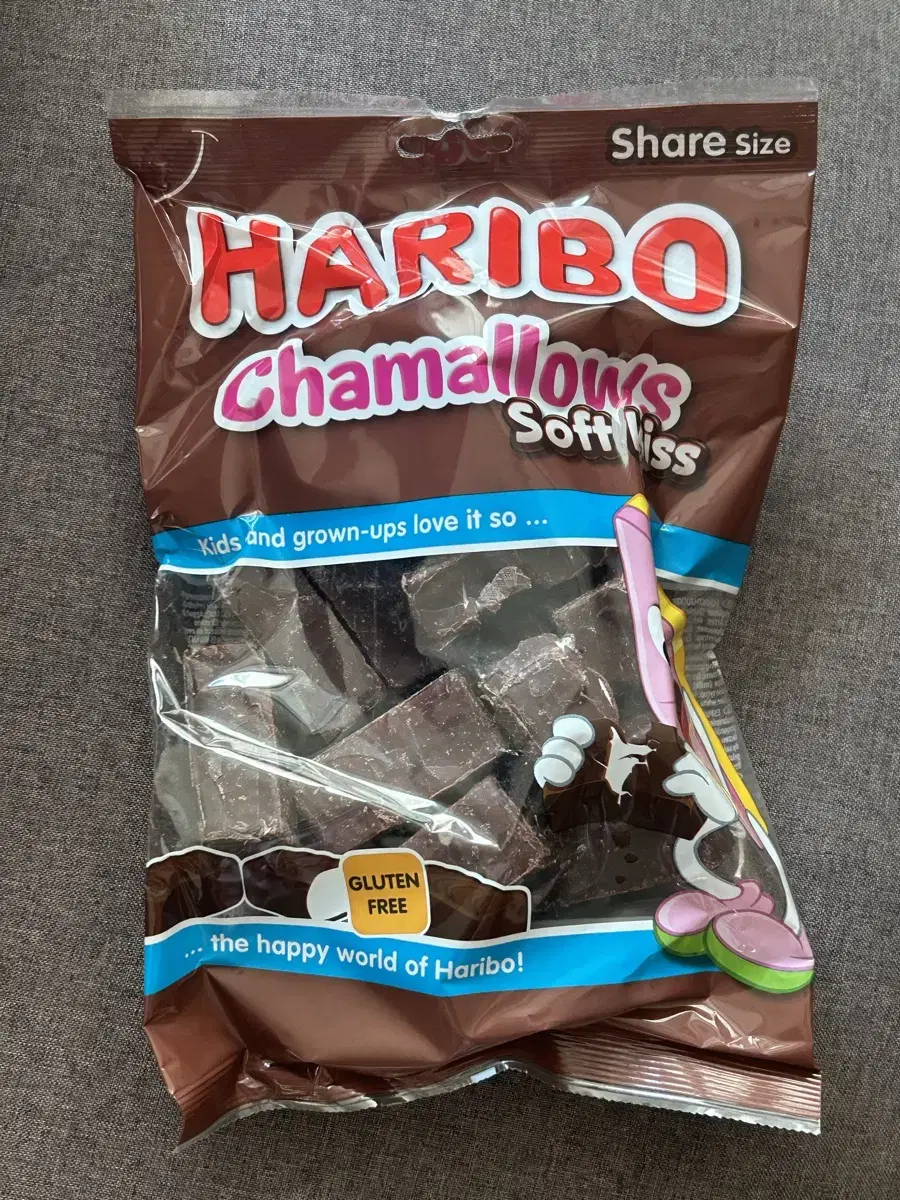 Share Size
HARIBO
Chamallows
Soft Kiss
Kids and grown-ups love it so ...
GLUTEN
FREE
... the happy world of Haribo!